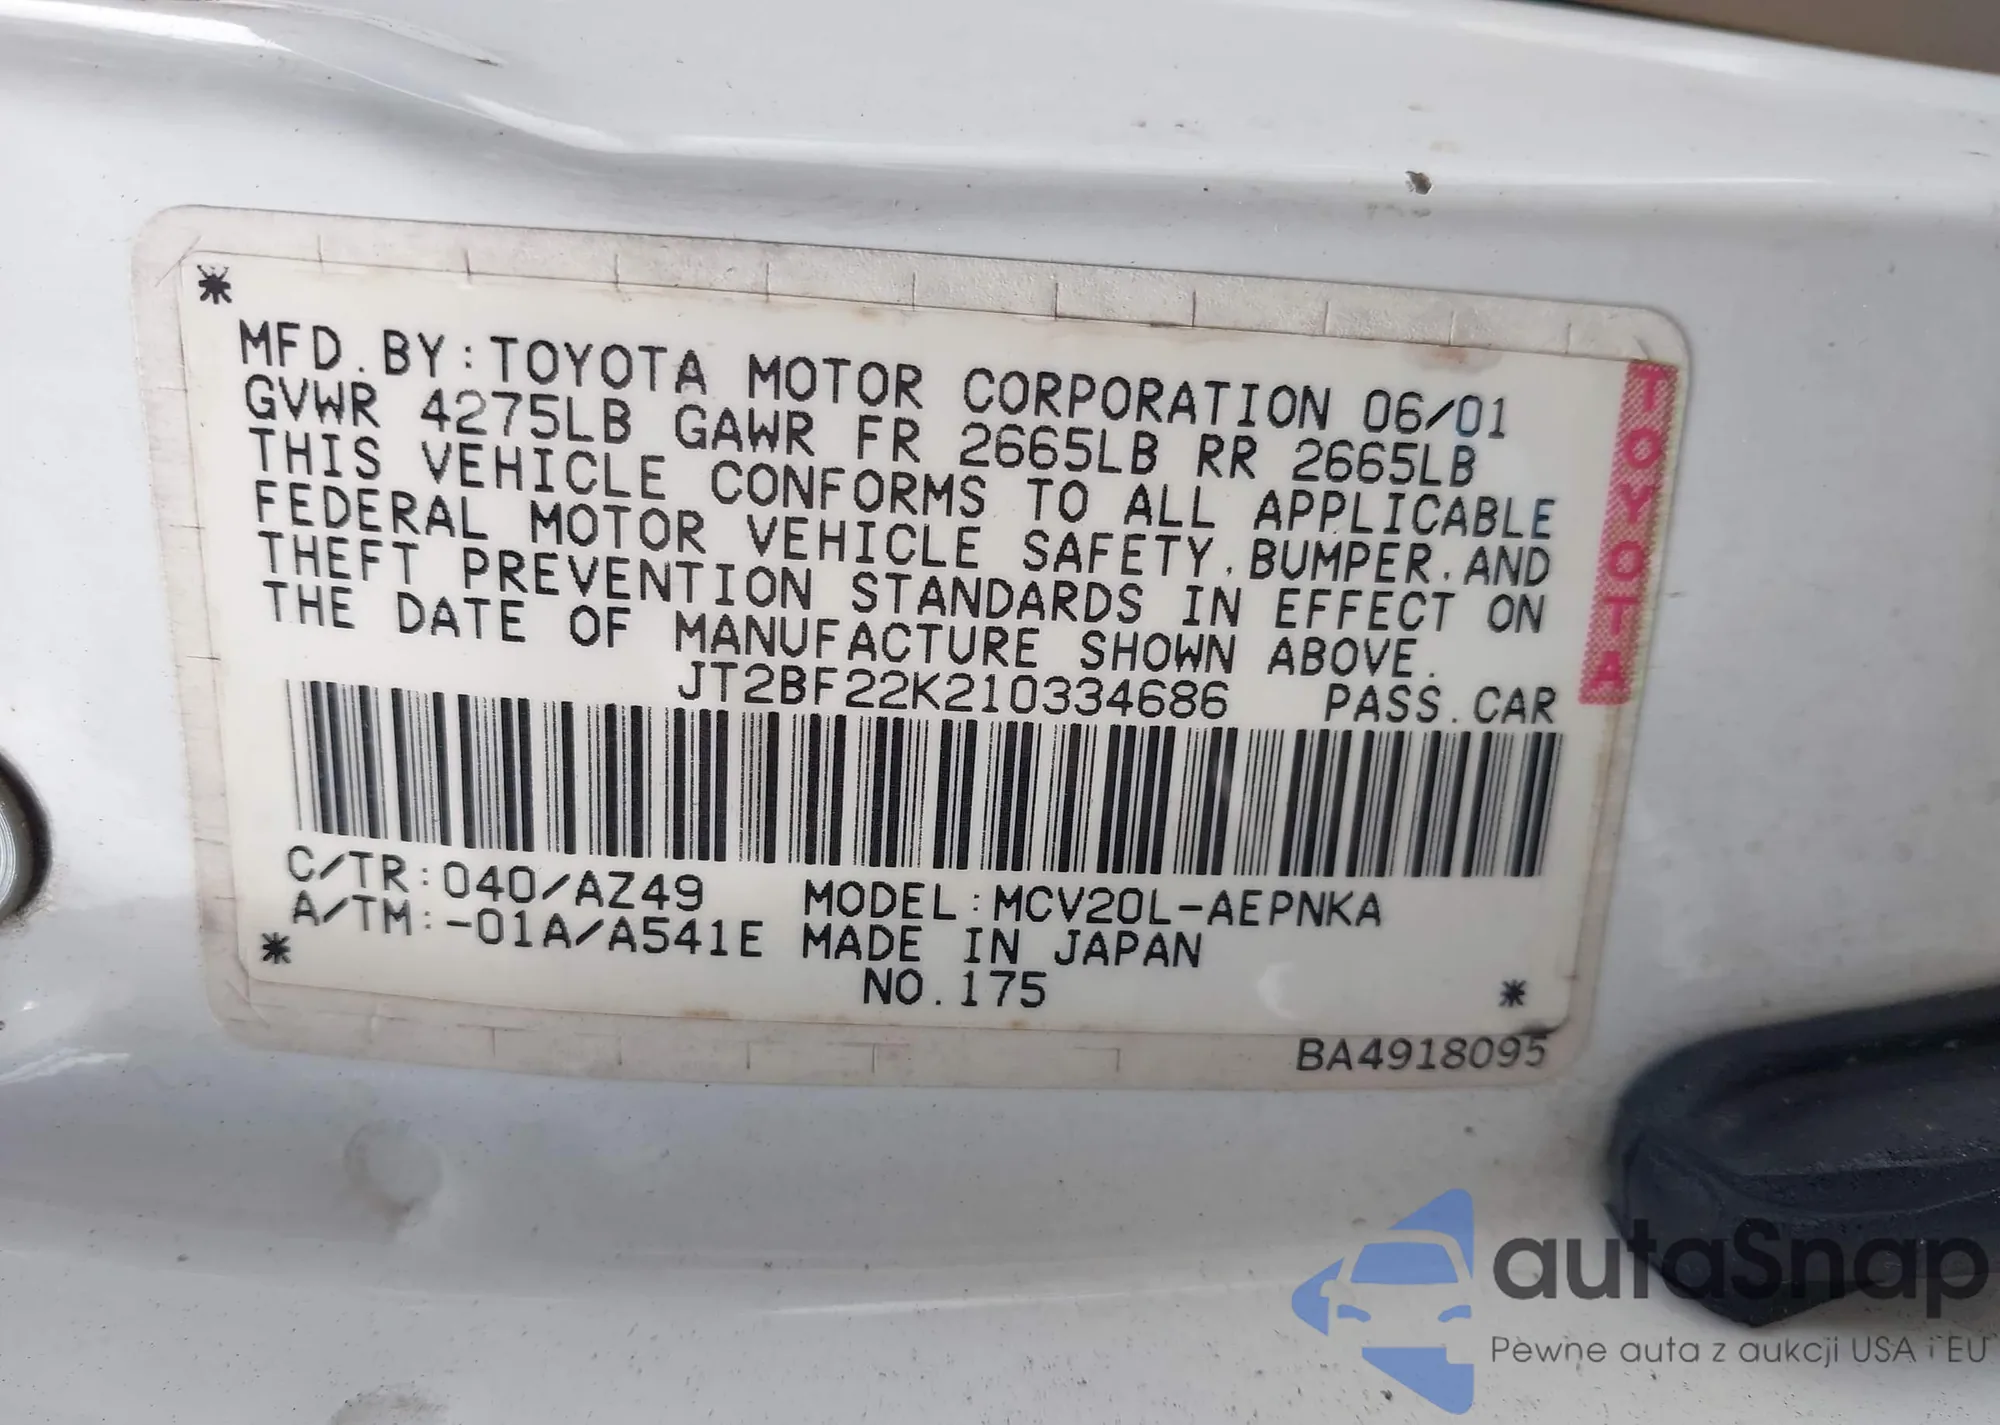 MFD.BY:TOYOTA MOTOR CORPORATION 06/01
GVWR 4275LB GAWR FR 2665LB RR 2665LB
THIS VEHICLE CONFORMS TO ALL APPLICABLE
FEDERAL MOTOR VEHICLE SAFETY,BUMPER,AND
THEFT PREVENTION STANDARDS IN EFFECT ON
THE DATE OF MANUFACTURE SHOWN ABOVE.
JT2BF22K210334686 PASS.CAR
C/TR:040/AZ49 MODEL:MCV20L-AEPNKA
A/TM:-01A/A541E MADE IN JAPAN
NO.175
BA4918095
TOYOTA
autaSnap
Pewne auta z aukcji USA i EU